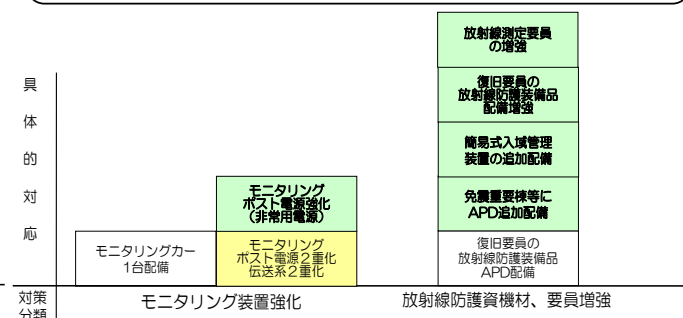 放射線測定要員
の増強
復旧要員の
放射線防護装備品
配備増強
簡易式入域管理
装置の追加配備
免震重要棟等に
APD追加配備
復旧要員の
放射線防護装備品
APD配備
モニタリング
ポスト電源強化
(非常用電源)
モニタリング
ポスト電源2重化
伝送系2重化
モニタリングカー
1台配備
具
体
的
対
応
対策
分類
モニタリング装置強化
放射線防護資機材、要員増強